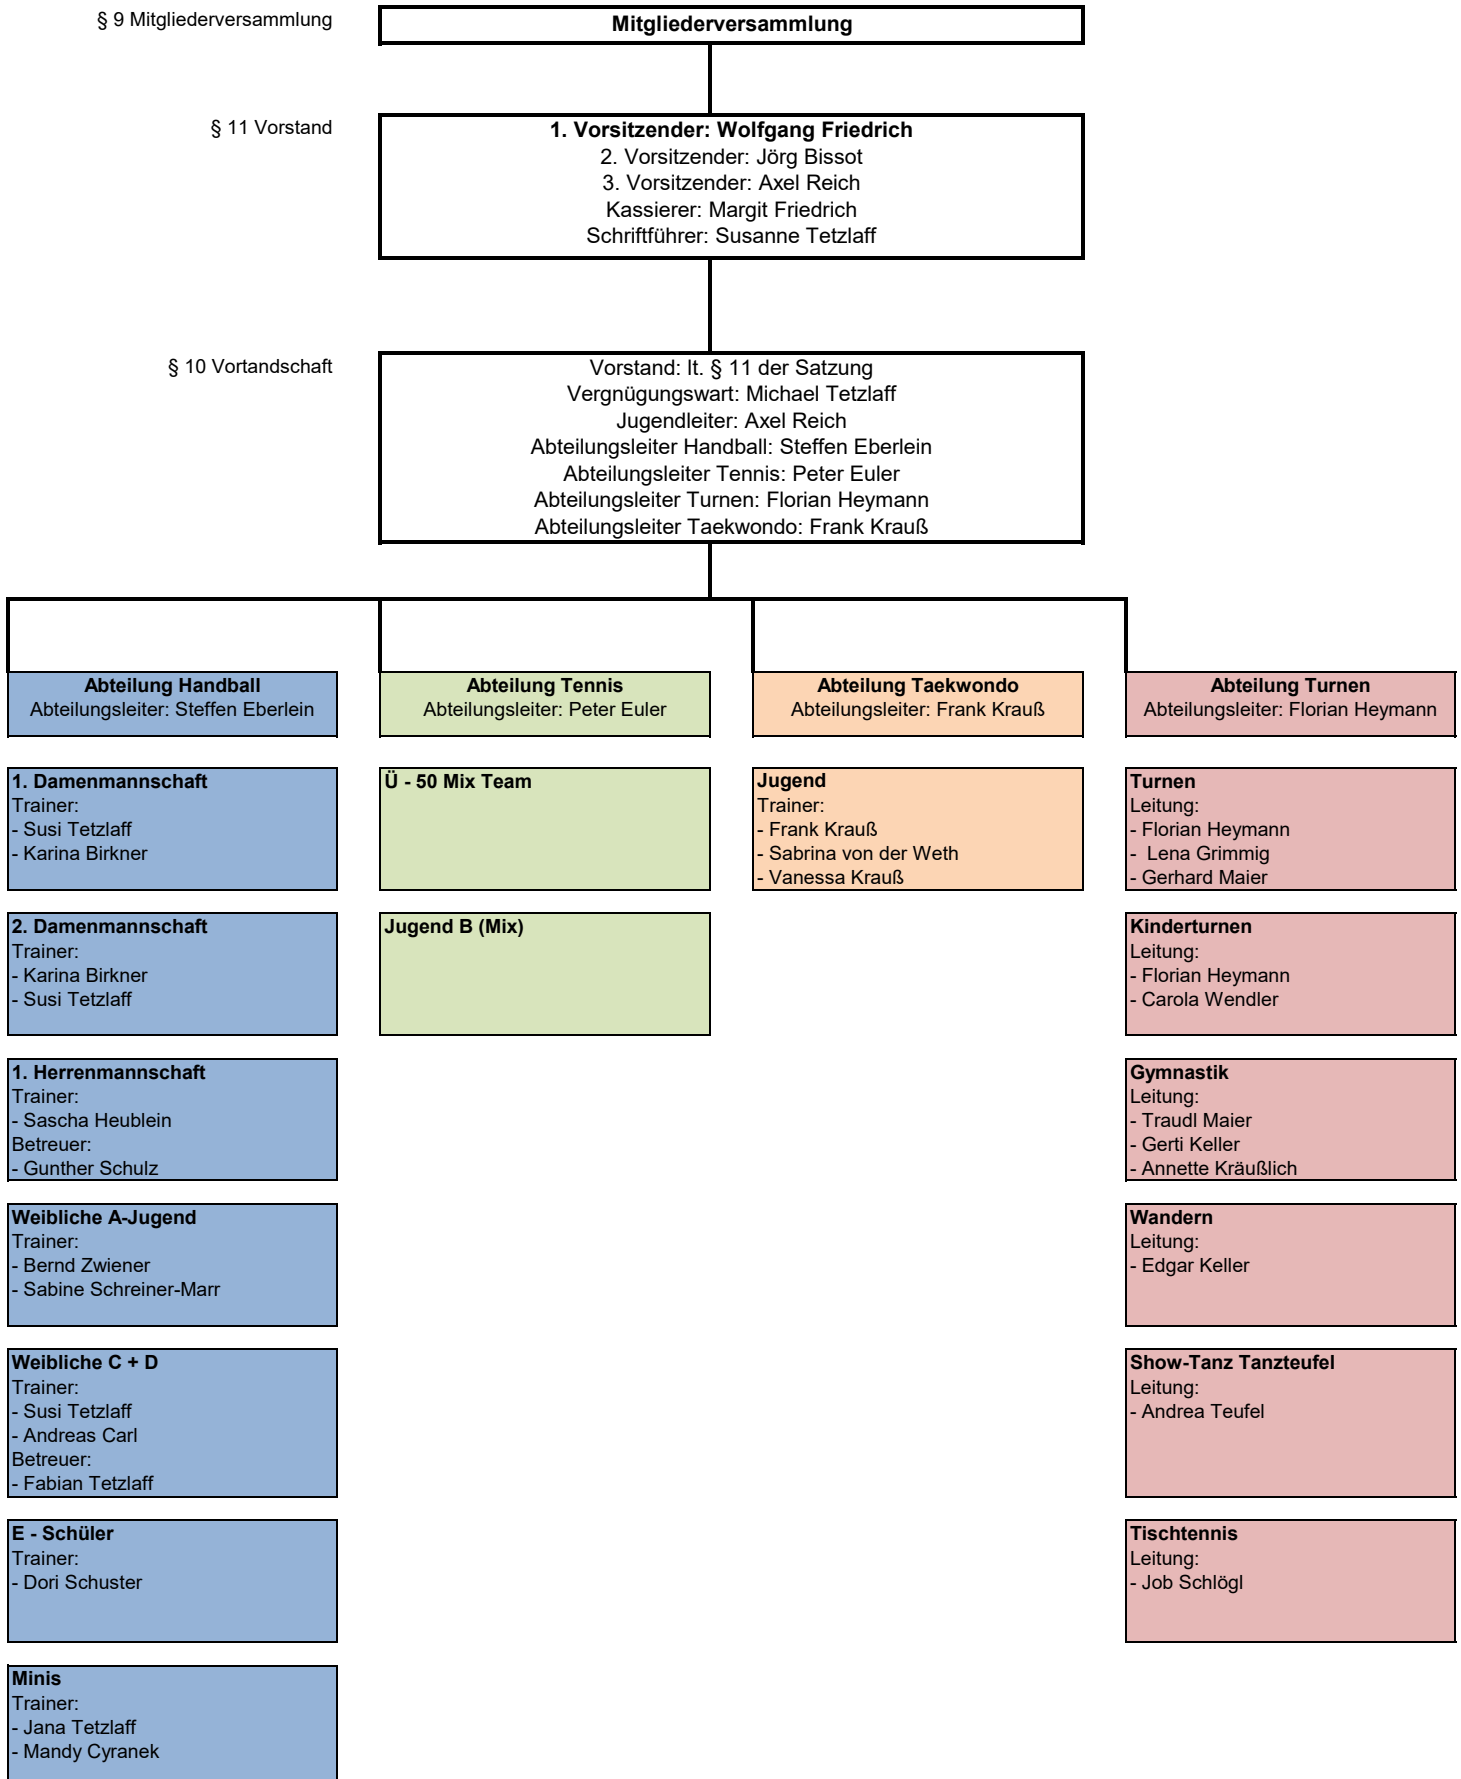 § 9 Mitgliederversammlung
Mitgliederversammlung
§ 11 Vorstand
1. Vorsitzender: Wolfgang Friedrich
2. Vorsitzender: Jörg Bissot
3. Vorsitzender: Axel Reich
Kassierer: Margit Friedrich
Schriftführer: Susanne Tetzlaff
§ 10 Vortandschaft
Vorstand: lt. § 11 der Satzung
Vergnügungswart: Michael Tetzlaff
Jugendleiter: Axel Reich
Abteilungsleiter Handball: Steffen Eberlein
Abteilungsleiter Tennis: Peter Euler
Abteilungsleiter Turnen: Florian Heymann
Abteilungsleiter Taekwondo: Frank Krauß
Abteilung Handball
Abteilungsleiter: Steffen Eberlein
Abteilung Tennis
Abteilungsleiter: Peter Euler
Abteilung Taekwondo
Abteilungsleiter: Frank Krauß
Abteilung Turnen
Abteilungsleiter: Florian Heymann
1. Damenmannschaft
Trainer:
- Susi Tetzlaff
- Karina Birkner
Ü - 50 Mix Team
Jugend
Trainer:
- Frank Krauß
- Sabrina von der Weth
- Vanessa Krauß
Turnen
Leitung:
- Florian Heymann
-  Lena Grimmig
- Gerhard Maier
2. Damenmannschaft
Trainer:
- Karina Birkner
- Susi Tetzlaff
Jugend B (Mix)
Kinderturnen
Leitung:
- Florian Heymann
- Carola Wendler
1. Herrenmannschaft
Trainer:
- Sascha Heublein
Betreuer:
- Gunther Schulz
Gymnastik
Leitung:
- Traudl Maier
- Gerti Keller
- Annette Kräußlich
Weibliche A-Jugend
Trainer:
- Bernd Zwiener
- Sabine Schreiner-Marr
Wandern
Leitung:
- Edgar Keller
Weibliche C + D
Trainer:
- Susi Tetzlaff
- Andreas Carl
Betreuer:
- Fabian Tetzlaff
Show-Tanz Tanzteufel
Leitung:
- Andrea Teufel
E - Schüler
Trainer:
- Dori Schuster
Tischtennis
Leitung:
- Job Schlögl
Minis
Trainer:
- Jana Tetzlaff
- Mandy Cyranek